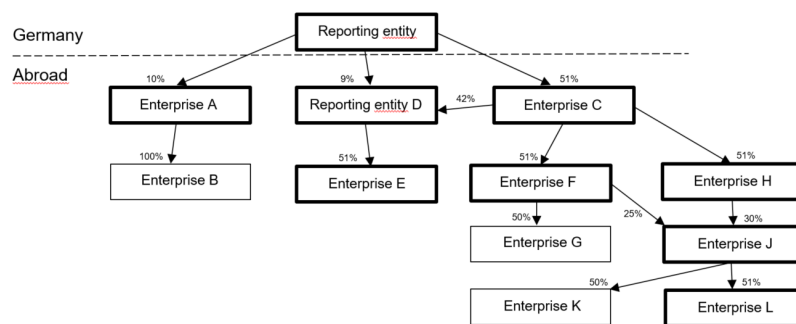 Reporting entity
Germany
Abroad
10%
9%
51%
Enterprise A
Reporting entity D
42%
Enterprise C
100%
51%
51%
51%
Enterprise B
Enterprise E
Enterprise F
Enterprise H
50%
25%
30%
Enterprise G
Enterprise J
50%
51%
Enterprise K
Enterprise L